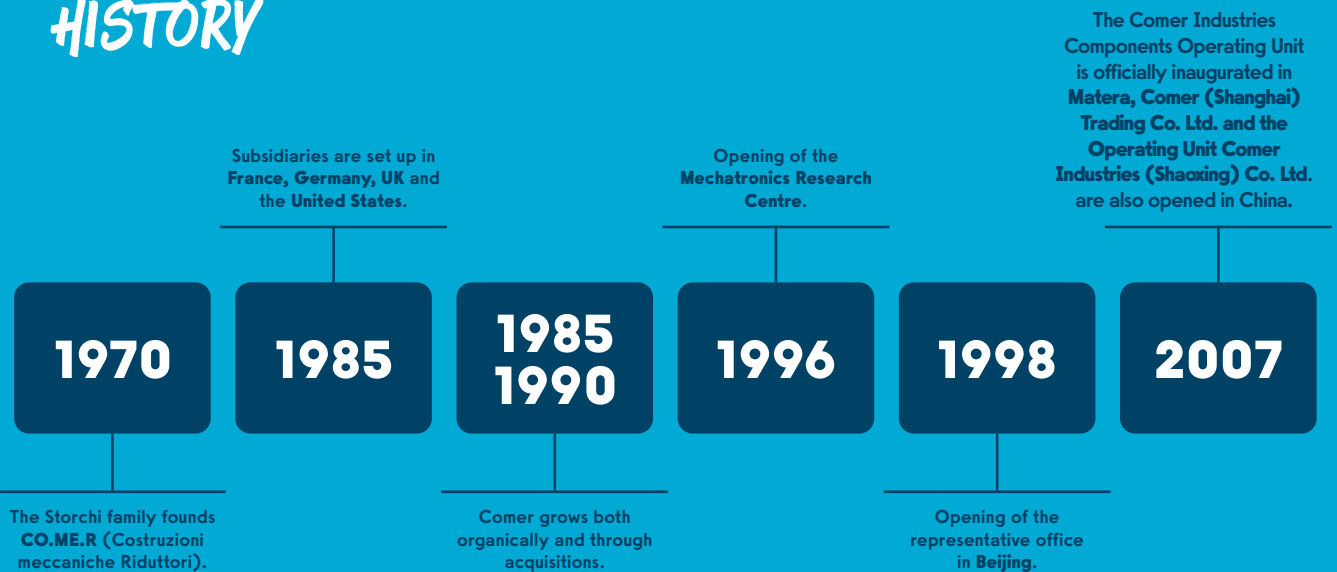 HISTORY
The Comer Industries
Components Operating Unit
is officially inaugurated in
Matera, Comer (Shanghai)
Trading Co. Ltd. and the
Operating Unit Comer
Industries (Shaoxing) Co. Ltd.
are also opened in China.
Subsidiaries are set up in
France, Germany, UK and
the United States.
Opening of the
Mechatronics Research
Centre.
1970
1985
1985
1990
1996
1998
2007
The Storchi family founds
CO.ME.R (Costruzioni
meccaniche Riduttori).
Comer grows both
organically and through
acquisitions.
Opening of the
representative office
in Beijing.